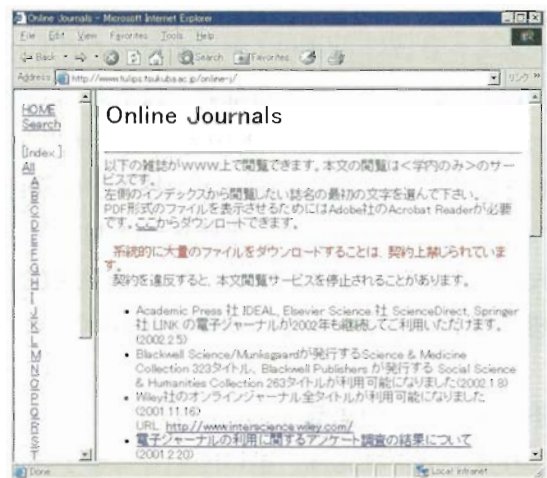 Online Journals - Microsoft Internet Explorer
File Edit View Favorites Tools Help
Back Search Favorites
Address http://www.tulips.tsukuba.ac.jp/online-j/ リンク »
HOME
Search
[Index]
All
A
B
C
D
E
F
G
H
I
J
K
L
M
N
O
P
Q
R
S
T
Online Journals
以下の雑誌がWWW上で閲覧できます。本文の閲覧は<学内のみ>のサー
ビスです。
左側のインデックスから閲覧したい誌名の最初の文字を選んで下さい。
PDF形式のファイルを表示させるためにはAdobe社のAcrobat Readerが必要
です。ここからダウンロードできます。
系統的に大量のファイルをダウンロードすることは、契約上禁じられていま
す。
契約を違反すると、本文閲覧サービスを停止されることがあります。
• Academic Press 社 IDEAL, Elsevier Science 社 ScienceDirect, Springer
社 LINK の電子ジャーナルが2002年も継続してご利用いただけます。
(2002.2.5)
• Blackwell Science/Munksgaardが発行するScience & Medicine
Collection 323タイトル、Blackwell Publishers が発行する Social Science
& Humanities Collection 263タイトルが利用可能になりました(2002.1.8)
• Wiley社のオンラインジャーナル全タイトルが利用可能になりました
(2001.11.16)
URL http://www.interscience.wiley.com/
• 電子ジャーナルの利用に関するアンケート調査の結果について
(2001.2.20)
Done Local intranet